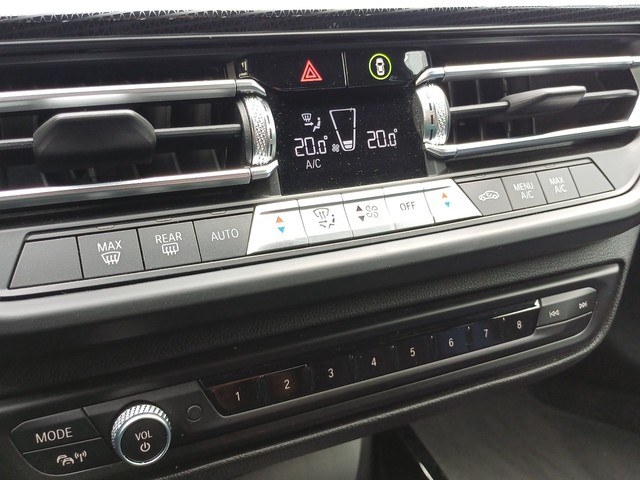 20.0° 20.0°
A/C
MAX REAR AUTO OFF MENU A/C MAX A/C
1 2 3 4 5 6 7 8
MODE VOL